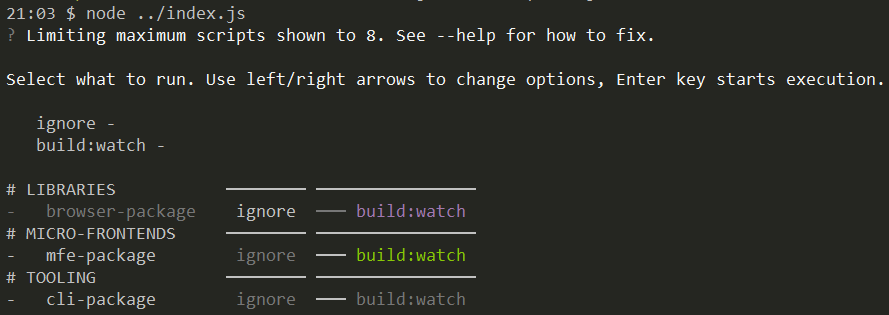 21:03 $ node ../index.js
? Limiting maximum scripts shown to 8. See --help for how to fix.
Select what to run. Use left/right arrows to change options, Enter key starts execution.
ignore -
build:watch -
# LIBRARIES
- browser-package ignore build:watch
# MICRO-FRONTENDS
- mfe-package ignore build:watch
# TOOLING
- cli-package ignore build:watch